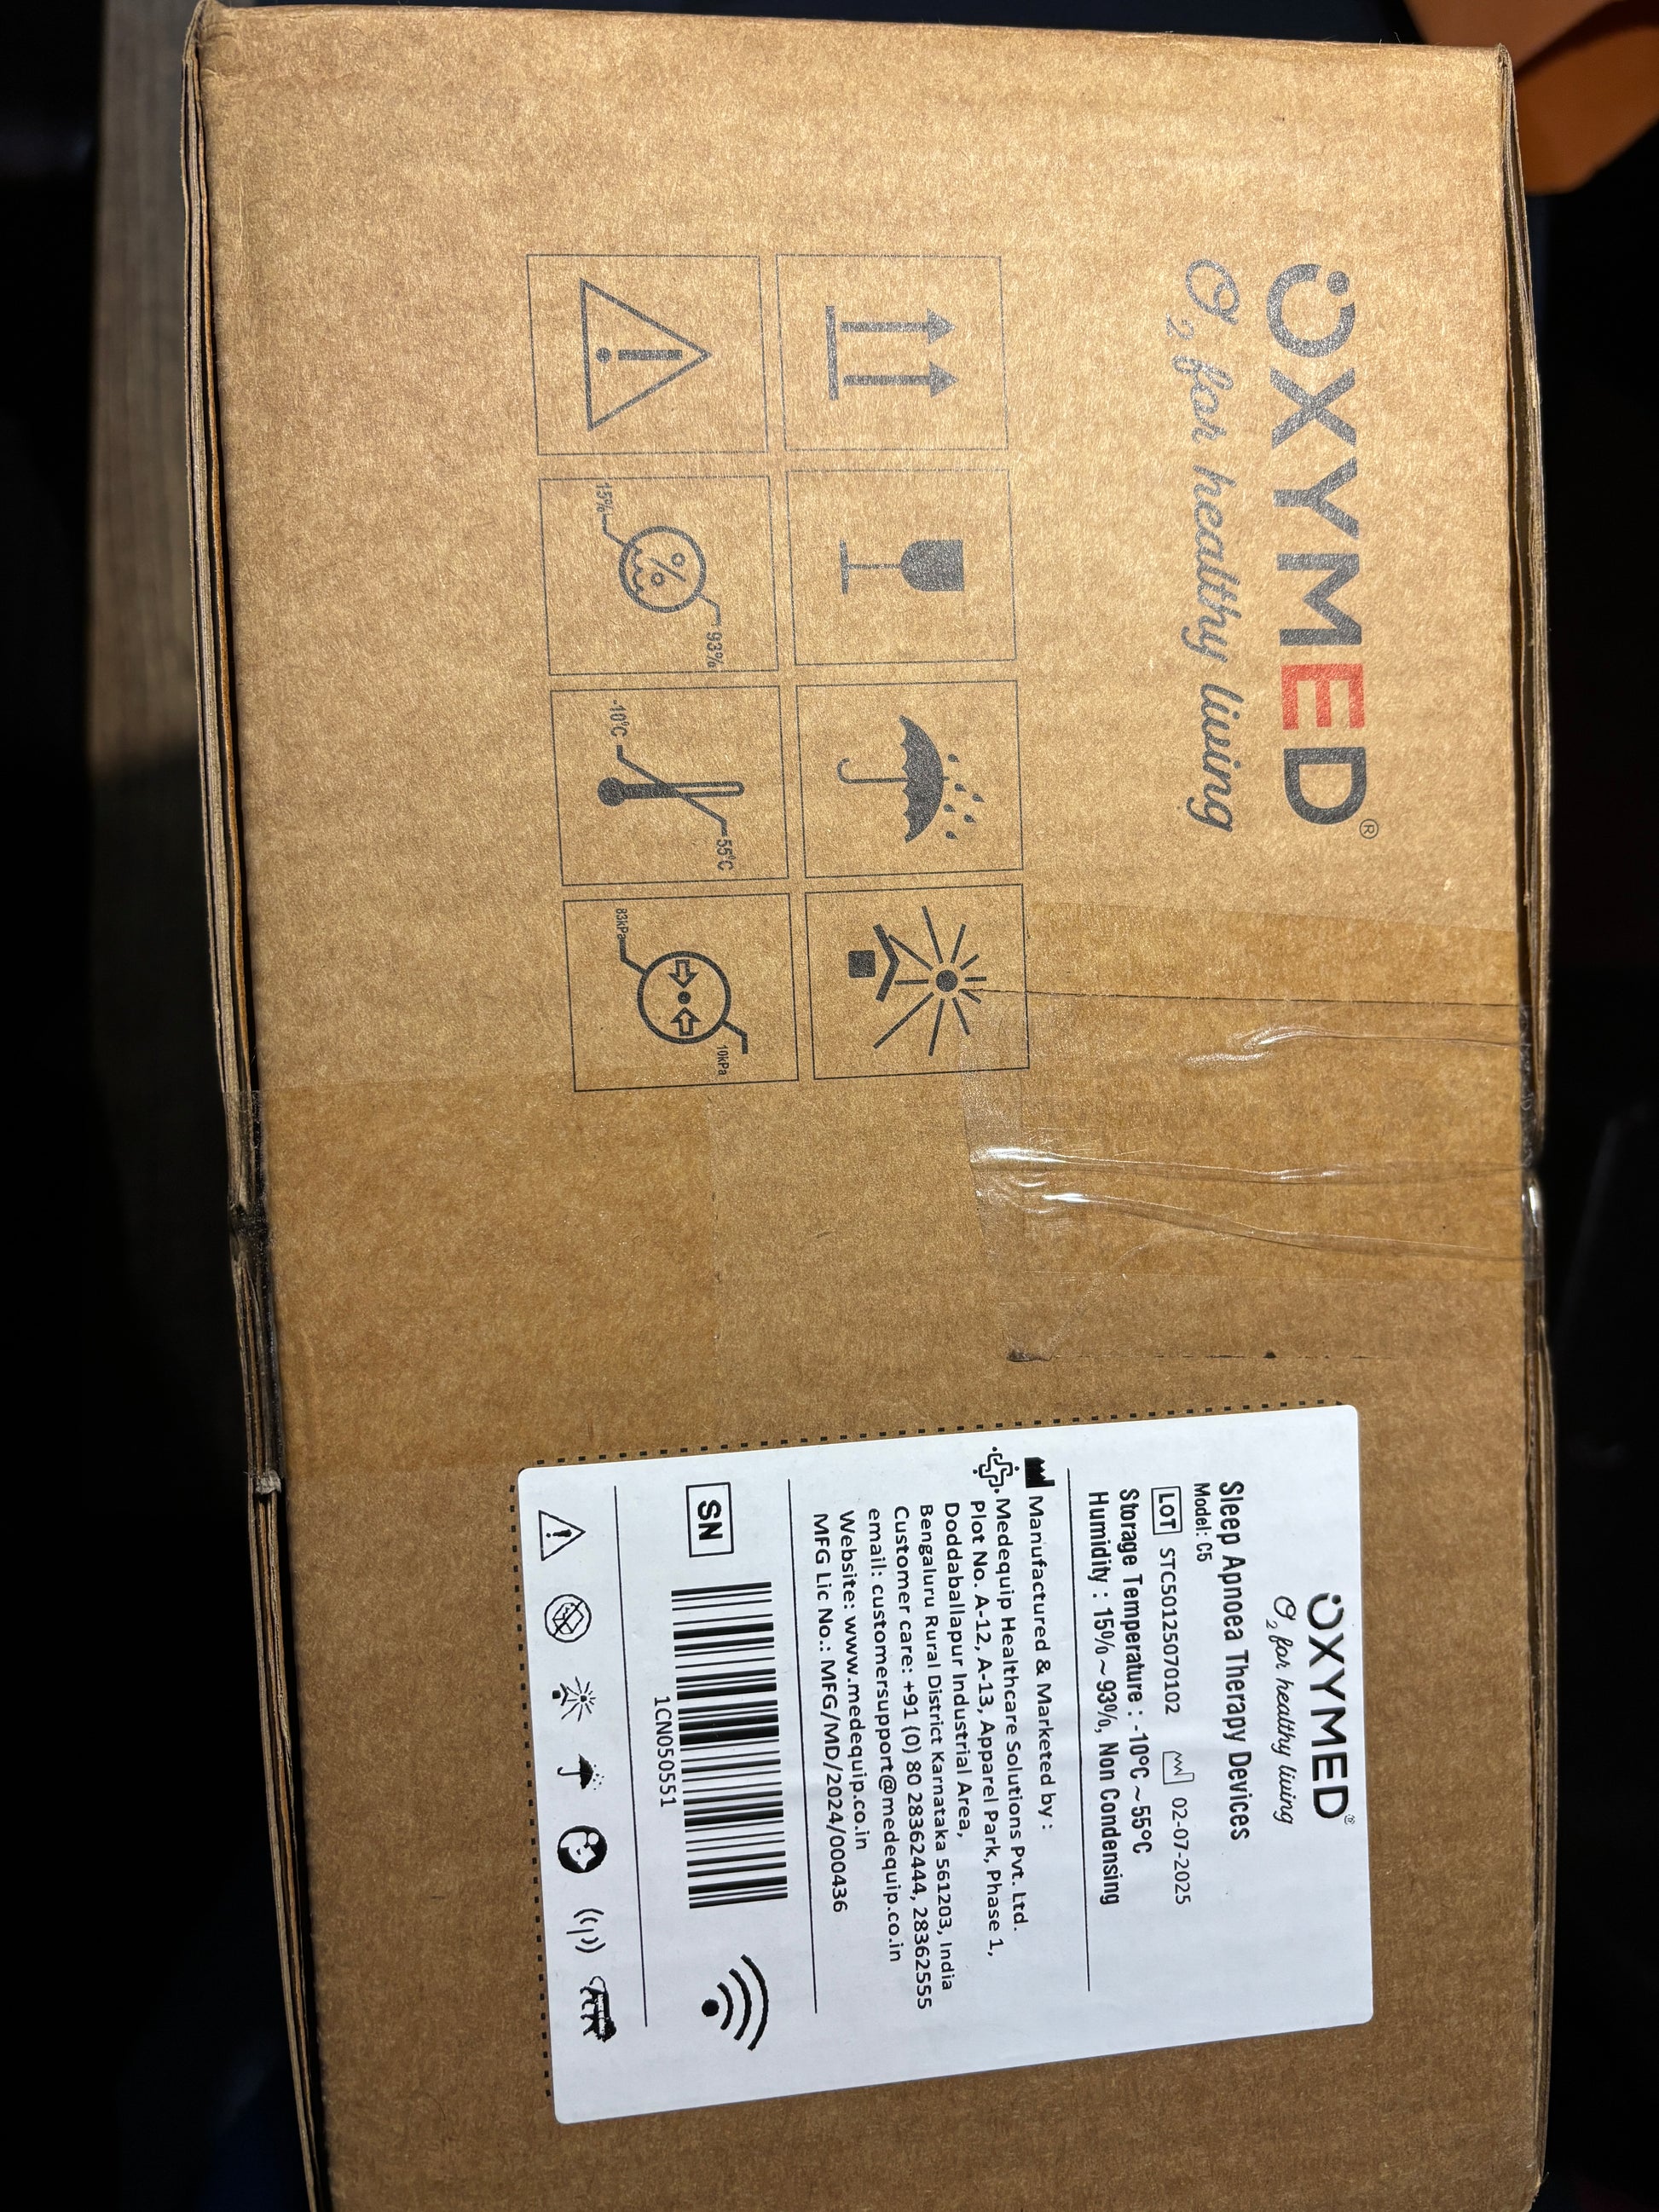 OXYMED®
O2 for healthy living
15%
93%
-10°C
55°C
83kPa
10kPa
OXYMED®
O2 for healthy living
Sleep Apnoea Therapy Devices
Model: C5
LOT STC5012507​0102 02-07-2025
Storage Temperature : -10°C ~ 55°C
Humidity : 15% ~ 93%, Non Condensing
Manufactured & Marketed by :
Medequip Healthcare Solutions Pvt. Ltd.
Plot No. A-12, A-13, Apparel Park, Phase 1,
Doddaballapur Industrial Area,
Bengaluru Rural District Karnataka 561203, India
Customer care: +91 (0) 80 28362444, 28362555
email: customersupport@medequip.co.in
Website: www.medequip.co.in
MFG Lic No.: MFG/MD/2024/000436
SN
1CN050551